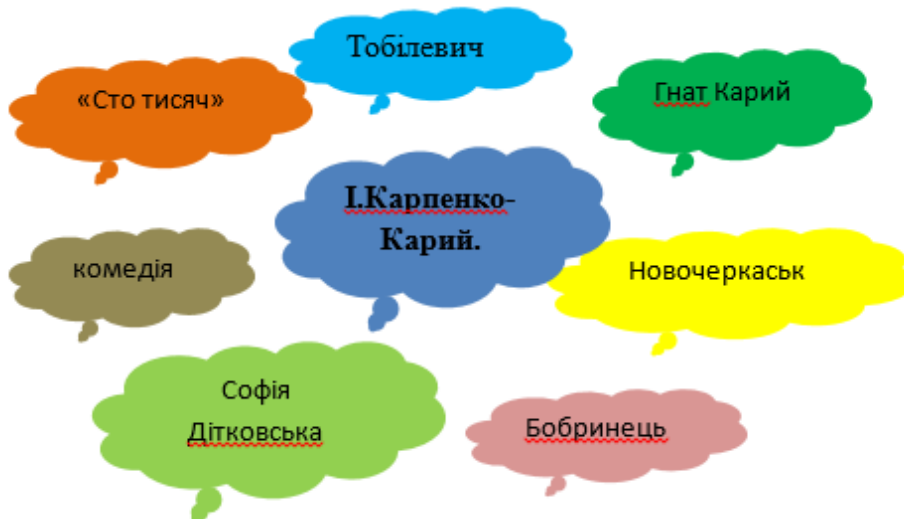 Тобілевич
«Сто тисяч»
Гнат Карий
І.Карпенко-
Карий.
комедія
Новочеркаськ
Софія
Дітковська
Бобринець